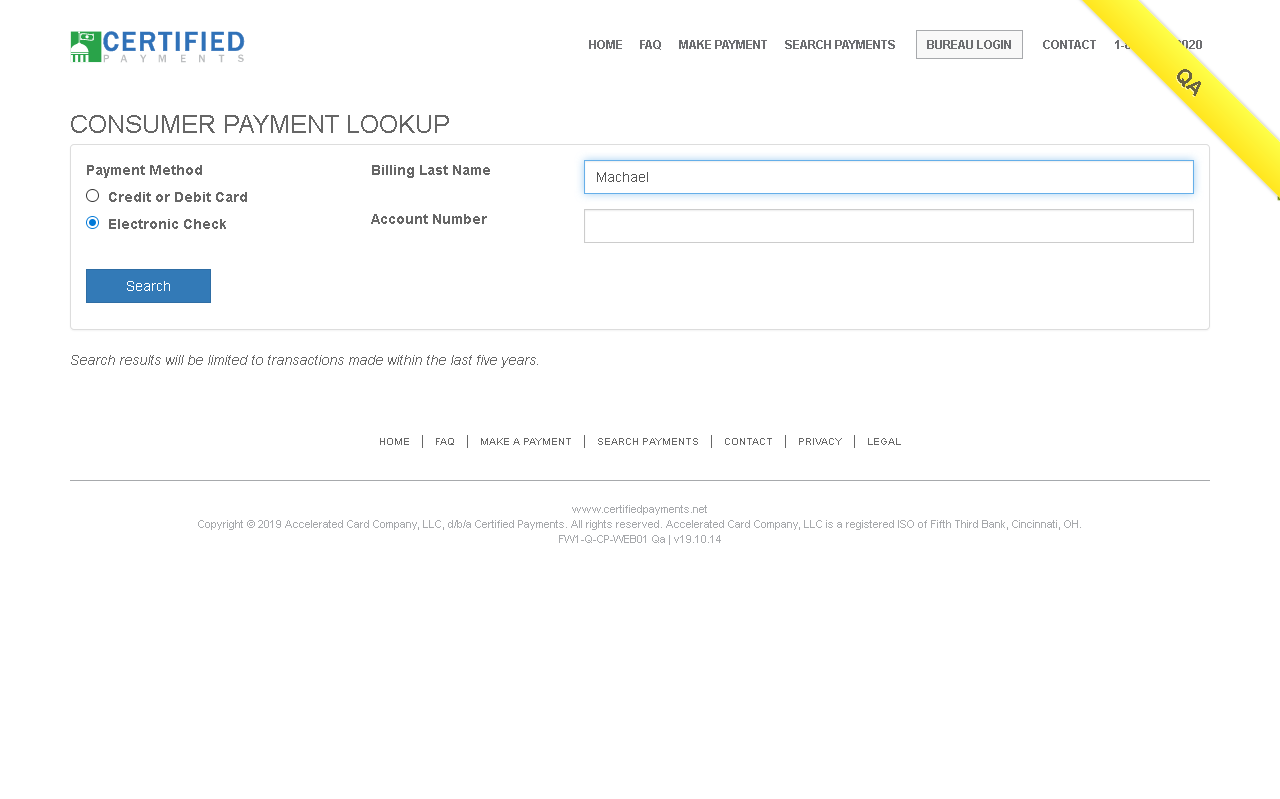 CERTIFIED
PAYMENTS
HOME FAQ MAKE PAYMENT SEARCH PAYMENTS BUREAU LOGIN CONTACT
QA
CONSUMER PAYMENT LOOKUP
Payment Method
Credit or Debit Card
Electronic Check
Billing Last Name
Machael
Account Number
Search
Search results will be limited to transactions made within the last five years.
HOME | FAQ | MAKE A PAYMENT | SEARCH PAYMENTS | CONTACT | PRIVACY | LEGAL
www.certifiedpayments.net
Copyright © 2019 Accelerated Card Company, LLC, d/b/a Certified Payments. All rights reserved. Accelerated Card Company, LLC is a registered ISO of Fifth Third Bank, Cincinnati, OH.
FW1-Q-CP-WEB01 Qa | v19.10.14